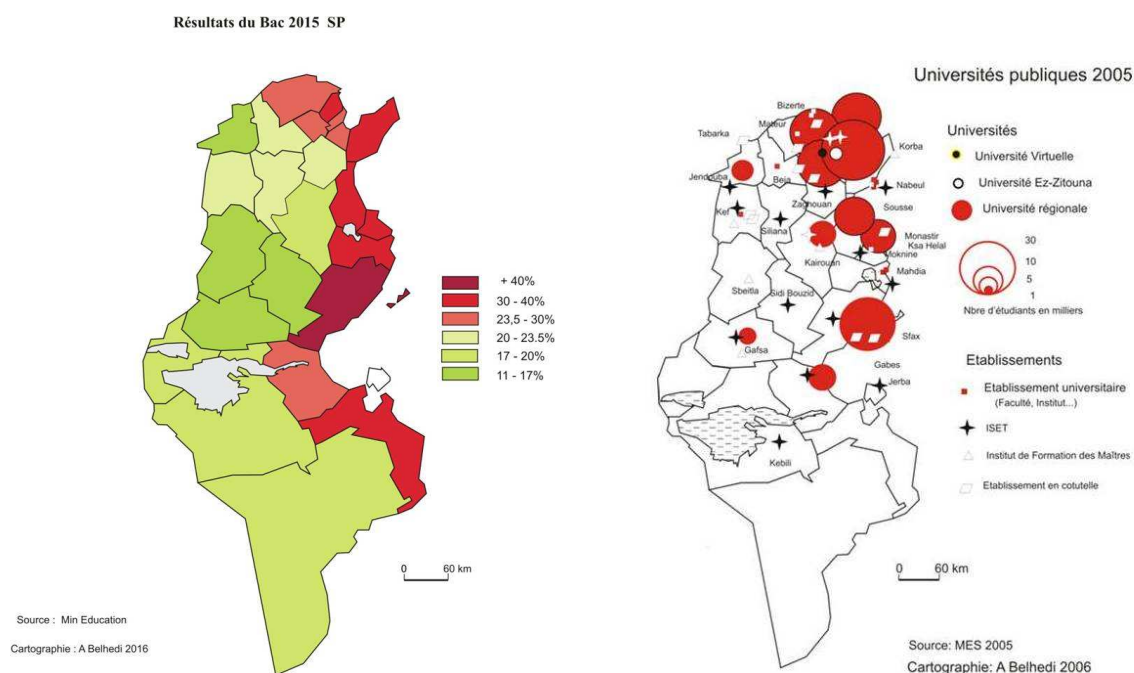 Résultats du Bac 2015 SP
+ 40%
30 - 40%
23,5 - 30%
20 - 23.5%
17 - 20%
11 - 17%
0 60 km
Source : Min Education
Cartographie : A Belhedi 2016
Universités publiques 2005
Bizerte
Mateur
Tabarka
Korba
Jendouba
Beja
Nabeul
Zaghouan
Sousse
Kef
Siliana
Monastir
Ksa Helal
Moknine
Kairouan
Mahdia
Sbeitla
Sidi Bouzid
Sfax
Gafsa
Gabes
Jerba
Kebili
Universités
Université Virtuelle
Université Ez-Zitouna
Université régionale
30
10
5
1
Nbre d'étudiants en milliers
Etablissements
Etablissement universitaire
(Faculté, Institut...)
ISET
Institut de Formation des Maîtres
Etablissement en cotutelle
0 60 km
Source: MES 2005
Cartographie: A Belhedi 2006